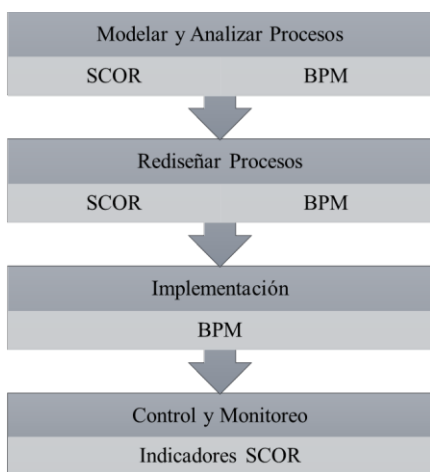 Modelar y Analizar Procesos
SCOR BPM
Rediseñar Procesos
SCOR BPM
Implementación
BPM
Control y Monitoreo
Indicadores SCOR